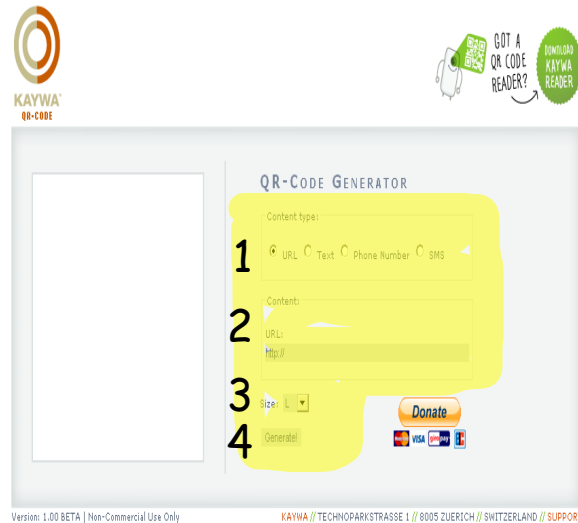 KAYWA
QR-CODE
GOT A
QR CODE
READER?
DOWNLOAD
KAYWA
READER
QR-CODE GENERATOR
Content type:
1
URL Text Phone Number SMS
Content:
2
URL:
http://
3
Size: L
Donate
4
Generate!
VISA
Version: 1.00 BETA | Non-Commercial Use Only
KAYWA // TECHNOPARKSTRASSE 1 // 8005 ZUERICH // SWITZERLAND // SUPPOR